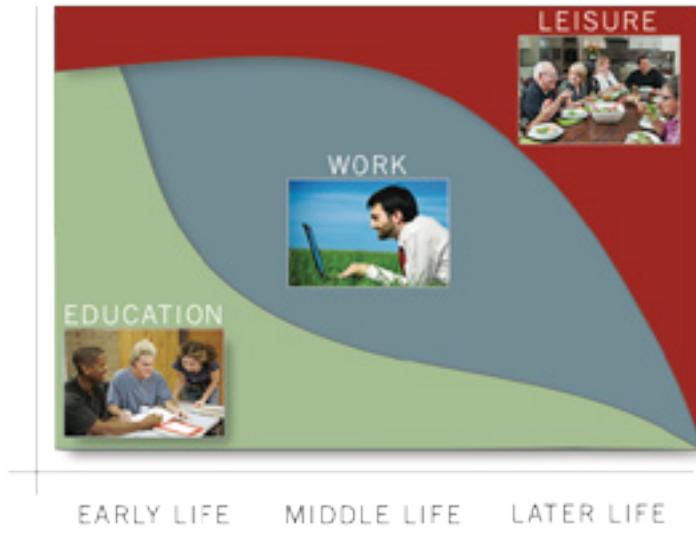 LEISURE
WORK
EDUCATION
EARLY LIFE
MIDDLE LIFE
LATER LIFE